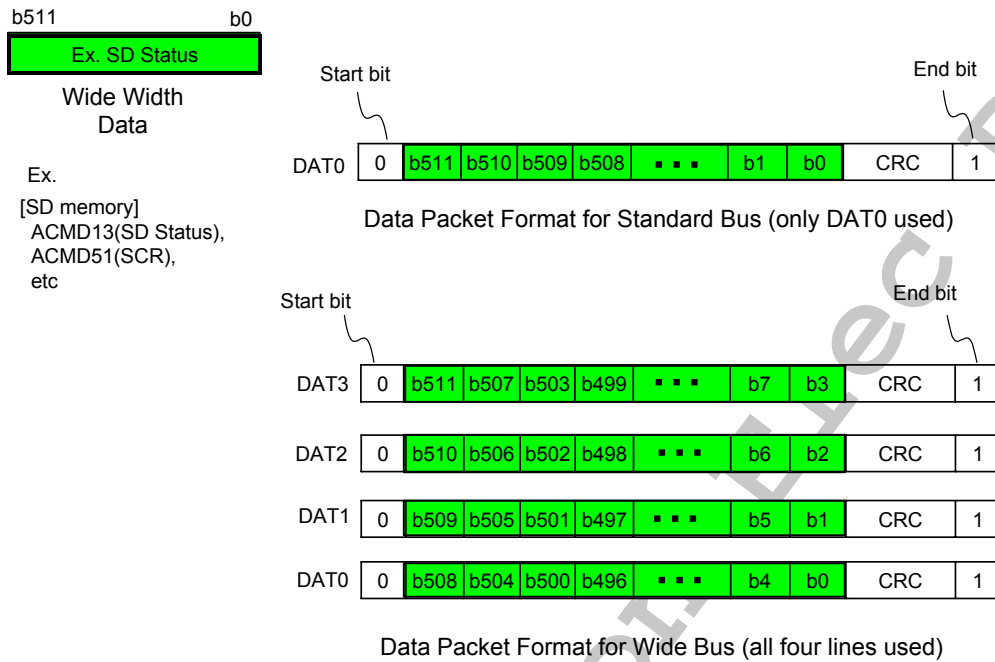 b511 b0
Ex. SD Status
Wide Width
Data
Ex.
[SD memory]
ACMD13(SD Status),
ACMD51(SCR),
etc
Start bit End bit
DAT0 0 b511 b510 b509 b508 ▪ ▪ ▪ b1 b0 CRC 1
Data Packet Format for Standard Bus (only DAT0 used)
Start bit End bit
DAT3 0 b511 b507 b503 b499 ▪ ▪ ▪ b7 b3 CRC 1
DAT2 0 b510 b506 b502 b498 ▪ ▪ ▪ b6 b2 CRC 1
DAT1 0 b509 b505 b501 b497 ▪ ▪ ▪ b5 b1 CRC 1
DAT0 0 b508 b504 b500 b496 ▪ ▪ ▪ b4 b0 CRC 1
Data Packet Format for Wide Bus (all four lines used)